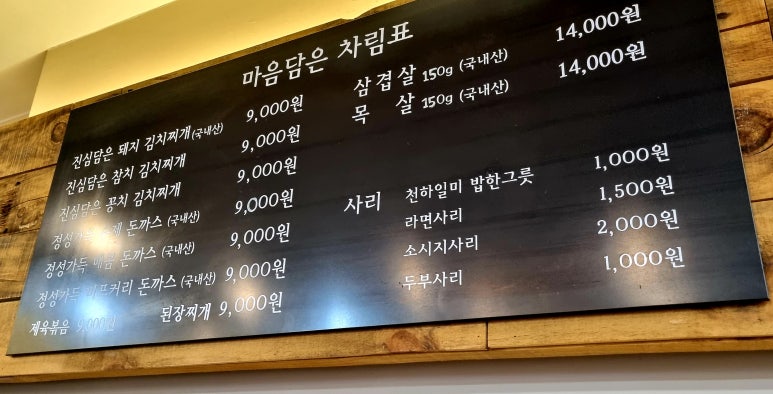 마음담은 차림표
진심담은 돼지 김치찌개(국내산) 9,000원
진심담은 참치 김치찌개 9,000원
진심담은 꽁치 김치찌개 9,000원
정성가득 돈까스 (국내산) 9,000원
정성가득 매콤 돈까스 (국내산) 9,000원
정성가득 돈까스 (국내산) 9,000원
제육볶음 9,000원 된장찌개 9,000원
삼겹살 150g (국내산) 14,000원
목 살 150g (국내산) 14,000원
사리 천하일미 밥한그릇 1,000원
라면사리 1,500원
소시지사리 2,000원
두부사리 1,000원